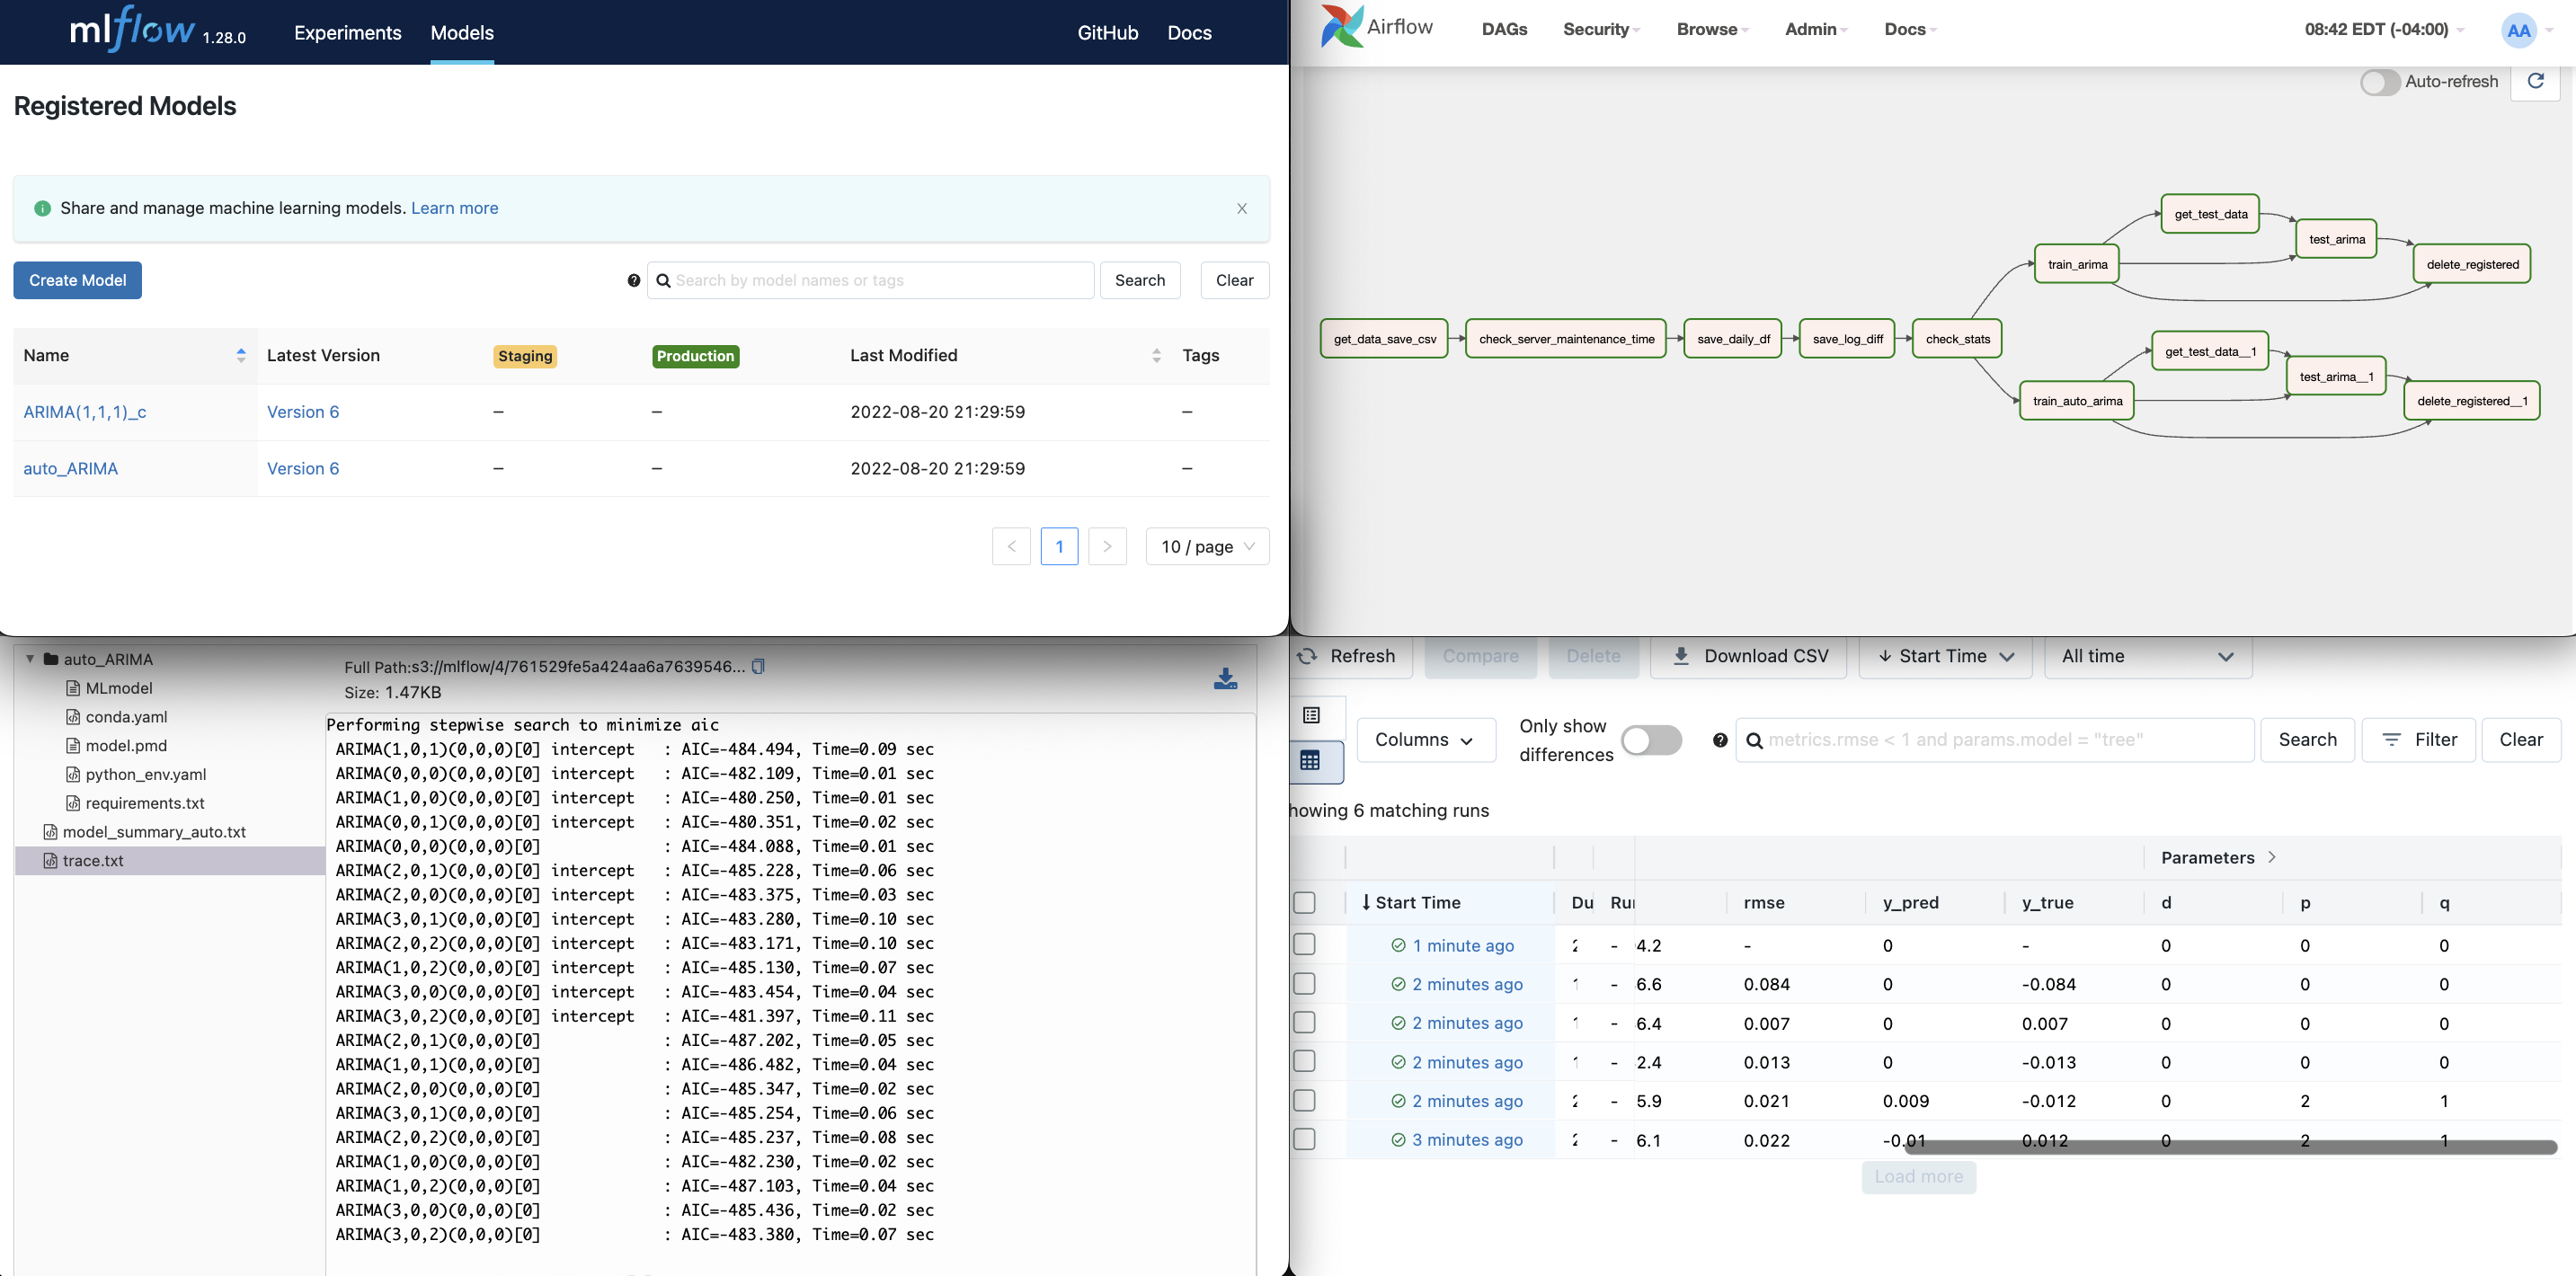 mlflow 1.28.0 Experiments Models GitHub Docs
Registered Models
Share and manage machine learning models. Learn more
Create Model Search by model names or tags Search Clear
Name Latest Version Staging Production Last Modified Tags
ARIMA(1,1,1)_c Version 6 – – 2022-08-20 21:29:59 –
auto_ARIMA Version 6 – – 2022-08-20 21:29:59 –
< 1 > 10 / page
Airflow DAGs Security Browse Admin Docs 08:42 EDT (-04:00) AA
Auto-refresh
get_test_data
test_arima
train_arima
delete_registered
get_data_save_csv check_server_maintenance_time save_daily_df save_log_diff check_stats
get_test_data__1
test_arima__1
train_auto_arima
delete_registered__1
auto_ARIMA
MLmodel
conda.yaml
model.pmd
python_env.yaml
requirements.txt
model_summary_auto.txt
trace.txt
Full Path:s3://mlflow/4/761529fe5a424aa6a7639546...
Size: 1.47KB
Performing stepwise search to minimize aic
ARIMA(1,0,1)(0,0,0)[0] intercept : AIC=-484.494, Time=0.09 sec
ARIMA(0,0,0)(0,0,0)[0] intercept : AIC=-482.109, Time=0.01 sec
ARIMA(1,0,0)(0,0,0)[0] intercept : AIC=-480.250, Time=0.01 sec
ARIMA(0,0,1)(0,0,0)[0] intercept : AIC=-480.351, Time=0.02 sec
ARIMA(0,0,0)(0,0,0)[0] : AIC=-484.088, Time=0.01 sec
ARIMA(2,0,1)(0,0,0)[0] intercept : AIC=-485.228, Time=0.06 sec
ARIMA(2,0,0)(0,0,0)[0] intercept : AIC=-483.375, Time=0.03 sec
ARIMA(3,0,1)(0,0,0)[0] intercept : AIC=-483.280, Time=0.10 sec
ARIMA(2,0,2)(0,0,0)[0] intercept : AIC=-483.171, Time=0.10 sec
ARIMA(1,0,2)(0,0,0)[0] intercept : AIC=-485.130, Time=0.07 sec
ARIMA(3,0,0)(0,0,0)[0] intercept : AIC=-483.454, Time=0.04 sec
ARIMA(3,0,2)(0,0,0)[0] intercept : AIC=-481.397, Time=0.11 sec
ARIMA(2,0,1)(0,0,0)[0] : AIC=-487.202, Time=0.05 sec
ARIMA(1,0,1)(0,0,0)[0] : AIC=-486.482, Time=0.04 sec
ARIMA(2,0,0)(0,0,0)[0] : AIC=-485.347, Time=0.02 sec
ARIMA(3,0,1)(0,0,0)[0] : AIC=-485.254, Time=0.06 sec
ARIMA(2,0,2)(0,0,0)[0] : AIC=-485.237, Time=0.08 sec
ARIMA(1,0,0)(0,0,0)[0] : AIC=-482.230, Time=0.02 sec
ARIMA(1,0,2)(0,0,0)[0] : AIC=-487.103, Time=0.04 sec
ARIMA(3,0,0)(0,0,0)[0] : AIC=-485.436, Time=0.02 sec
ARIMA(3,0,2)(0,0,0)[0] : AIC=-483.380, Time=0.07 sec
Refresh Compare Delete Download CSV Start Time All time
Columns Only show differences metrics.rmse < 1 and params.model = "tree" Search Filter Clear
howing 6 matching runs
Parameters
Start Time Du Ru rmse y_pred y_true d p q
1 minute ago - 4.2 - 0 - 0 0 0
2 minutes ago - 6.6 0.084 0 -0.084 0 0 0
2 minutes ago - 6.4 0.007 0 0.007 0 0 0
2 minutes ago - 2.4 0.013 0 -0.013 0 0 0
2 minutes ago - 5.9 0.021 0.009 -0.012 0 2 1
3 minutes ago - 6.1 0.022 -0.01 0.012 0 2 1
Load more